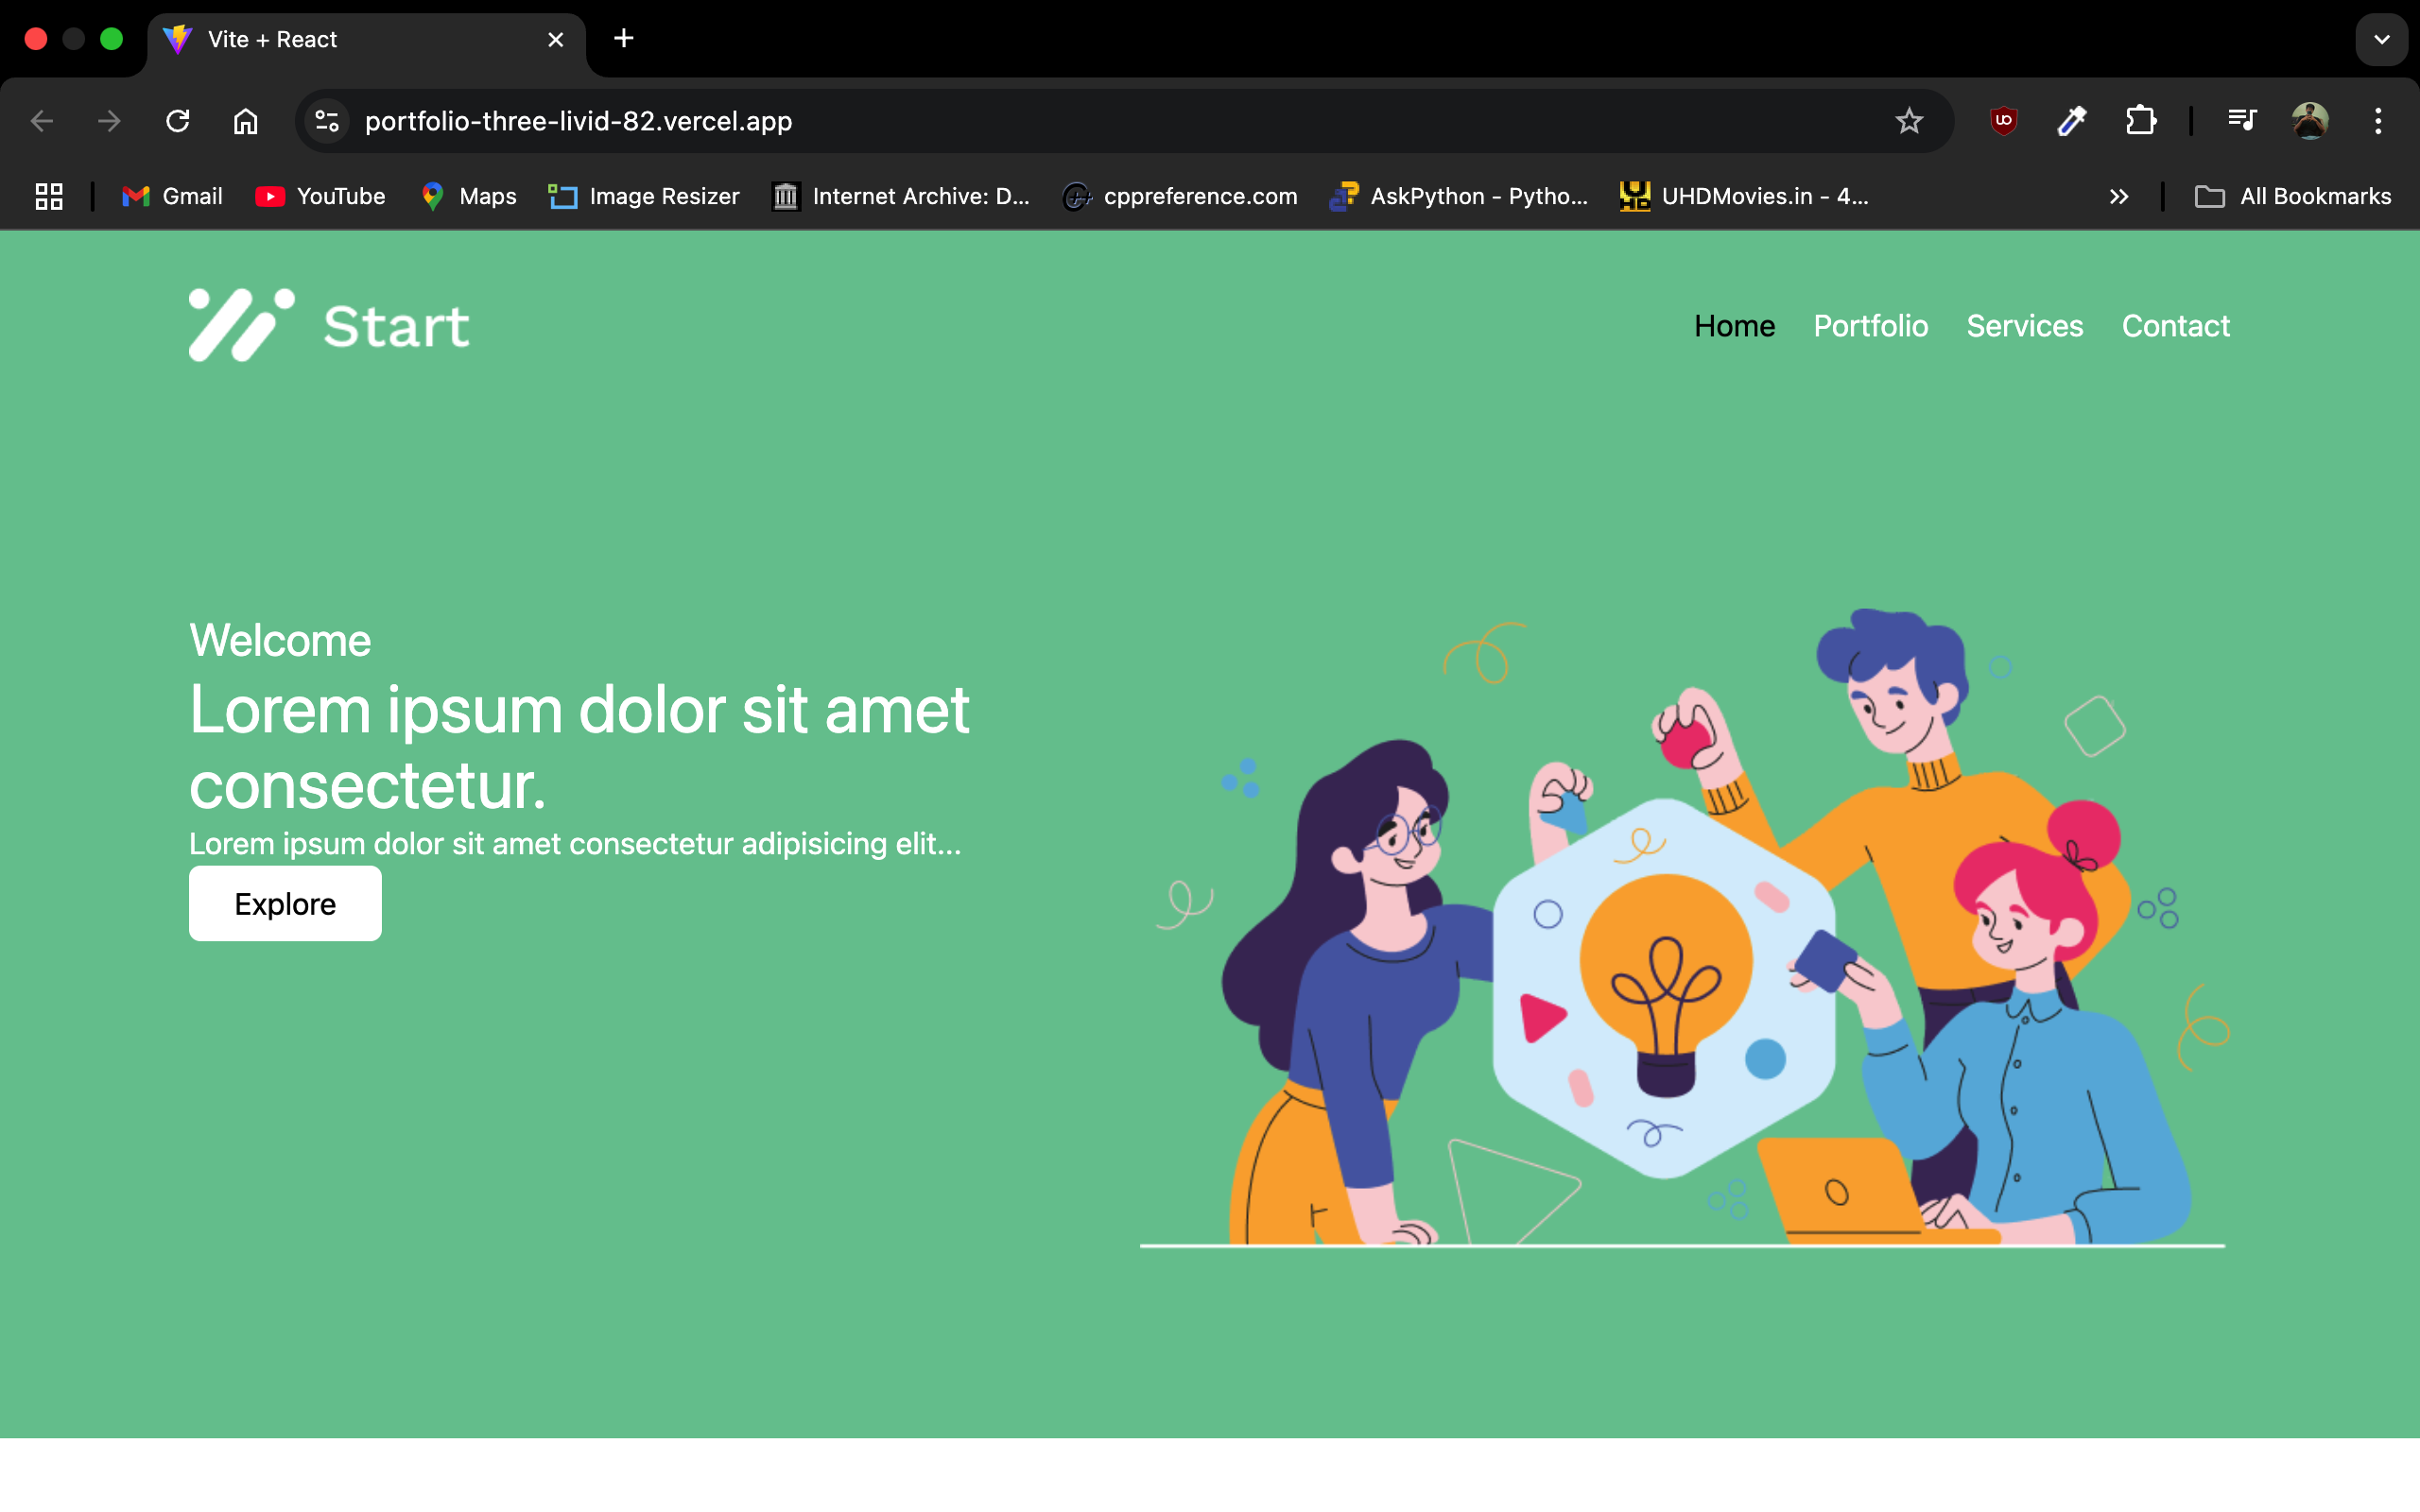 Vite + React
portfolio-three-livid-82.vercel.app
Gmail YouTube Maps Image Resizer Internet Archive: D... cppreference.com AskPython - Pytho... UHDMovies.in - 4... All Bookmarks
Start
Home Portfolio Services Contact
Welcome
Lorem ipsum dolor sit amet
consectetur.
Lorem ipsum dolor sit amet consectetur adipisicing elit...
Explore